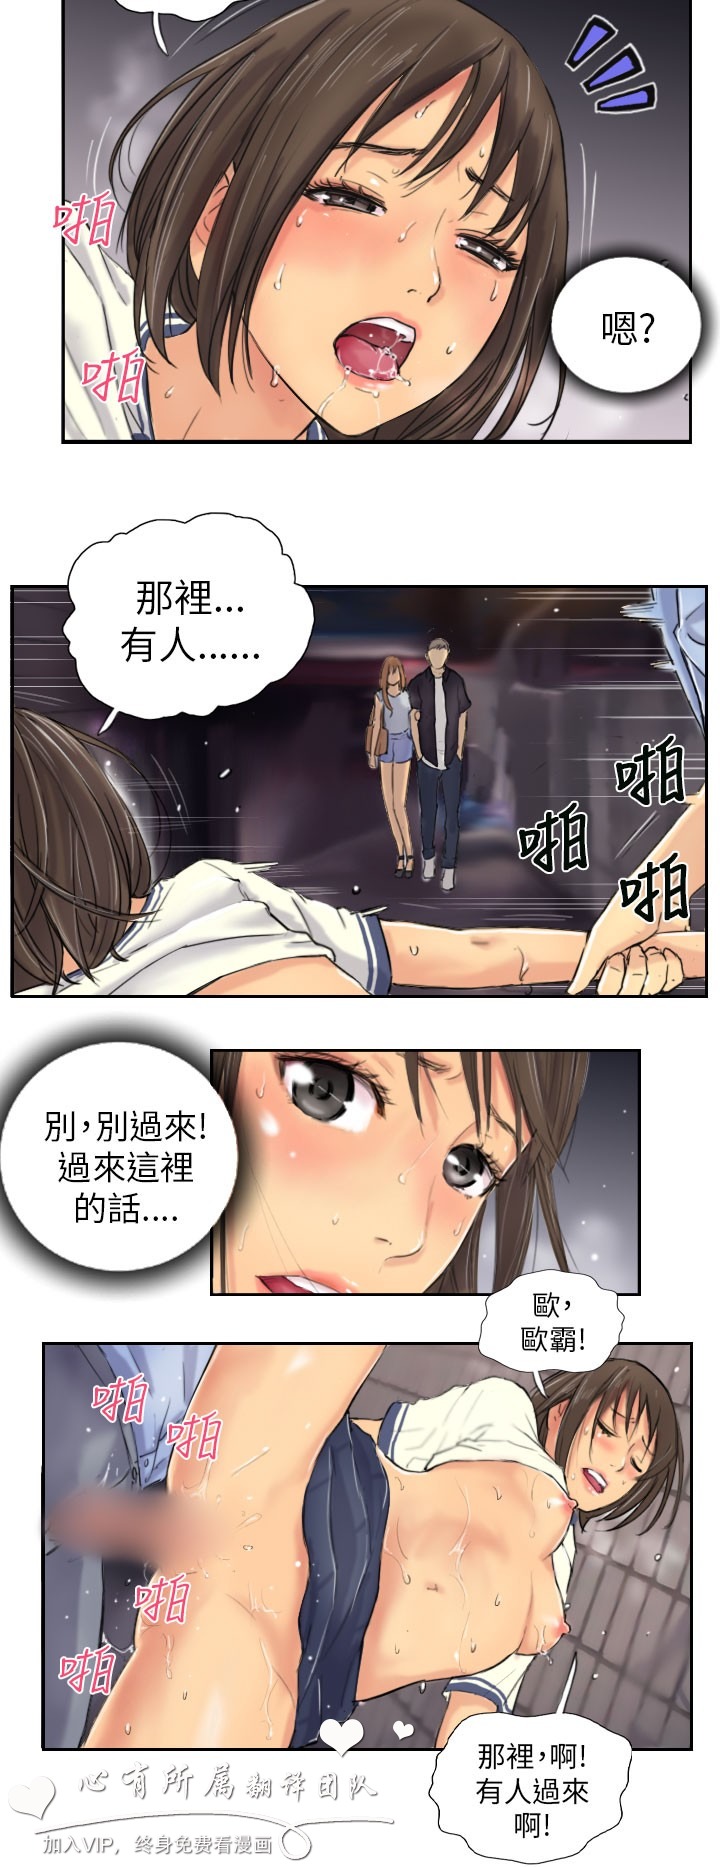 啪
啪
嗯?
那裡...
有人......
啪
啪
啪
別，別過來!
過來這裡
的話....
歐，
歐霸!
啪
啪
啪
啪
那裡，啊!
有人過來
啊!
心有所属翻译团队
加入VIP，终身免费看漫画